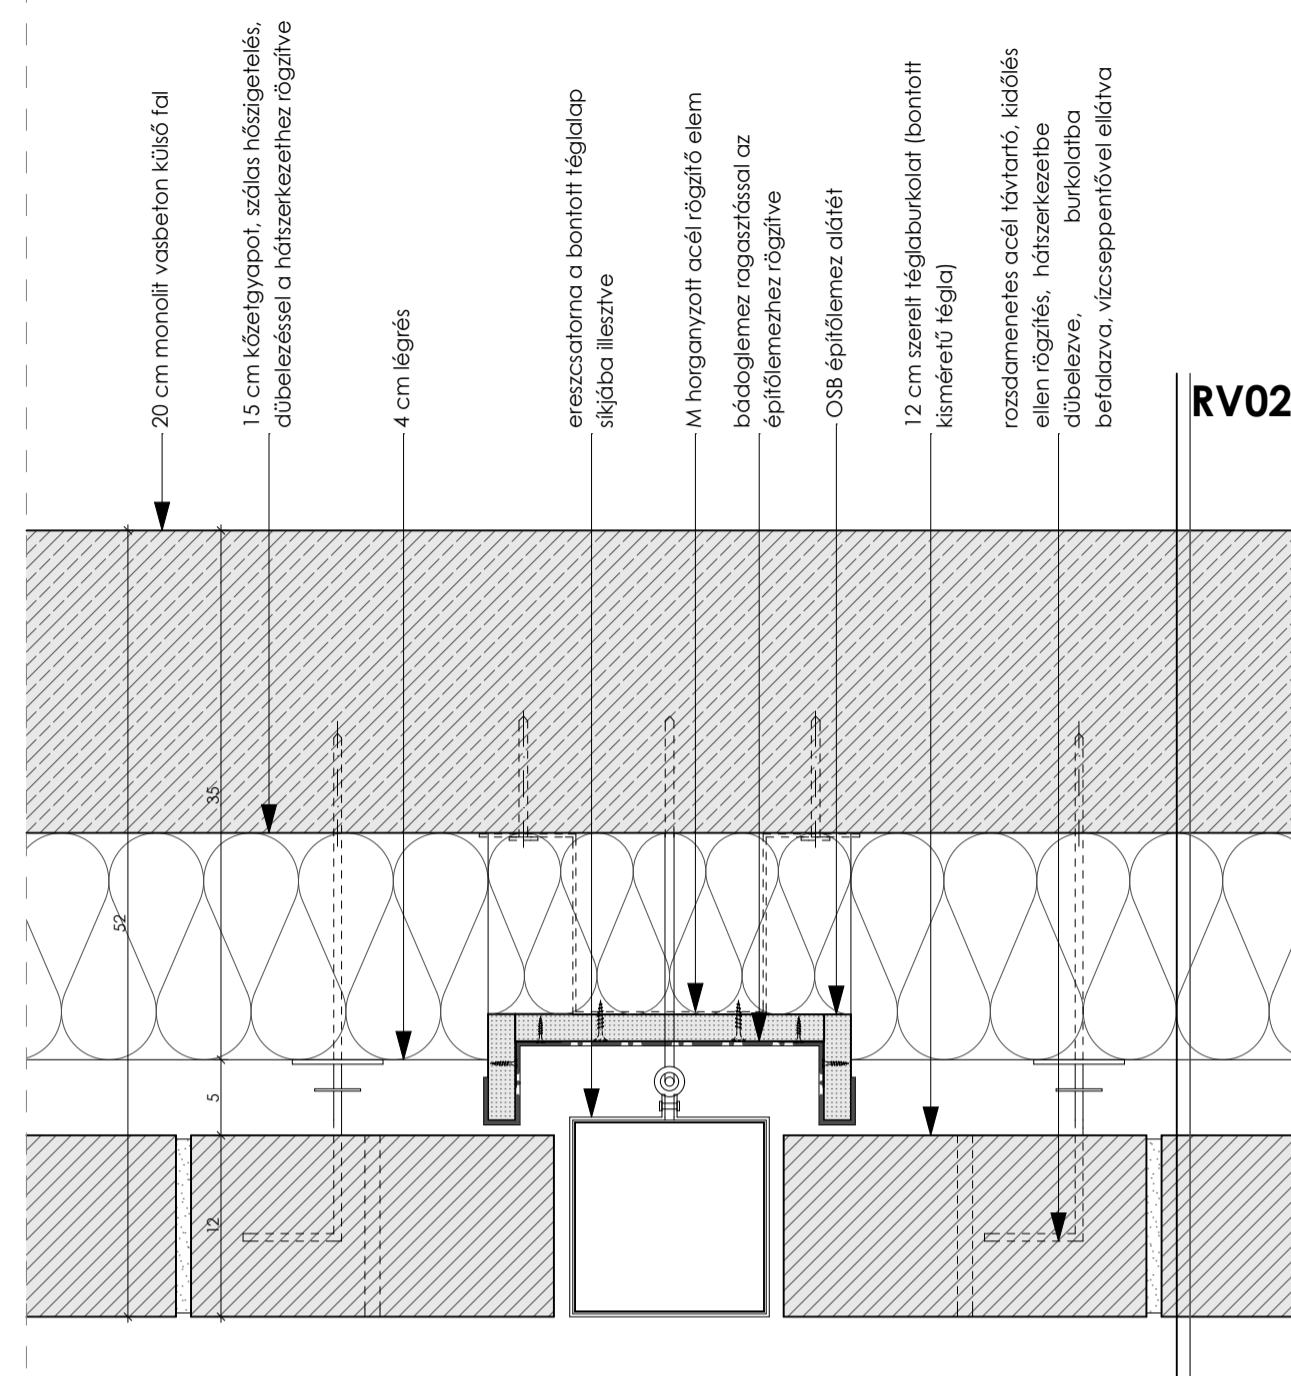 20 cm monolit vasbeton külső fal
15 cm kőzetgyapot, szálas hőszigetelés,
dübelezéssel a hátszerkezethez rögzítve
4 cm légrés
ereszcsatorna a bontott téglalap
síkjába illesztve
M horganyzott acél rögzítő elem
bádoglemez ragasztással az
építőlemezhez rögzítve
OSB építőlemez alátét
12 cm szerelt téglaburkolat (bontott
kisméretű tégla)
rozsdamenetes acél távtartó, kidőlés
ellen rögzítés, hátszerkezetbe
dübelezve, burkolatba
befalazva, vízcseppentővel ellátva
RV02
35
52
5
12